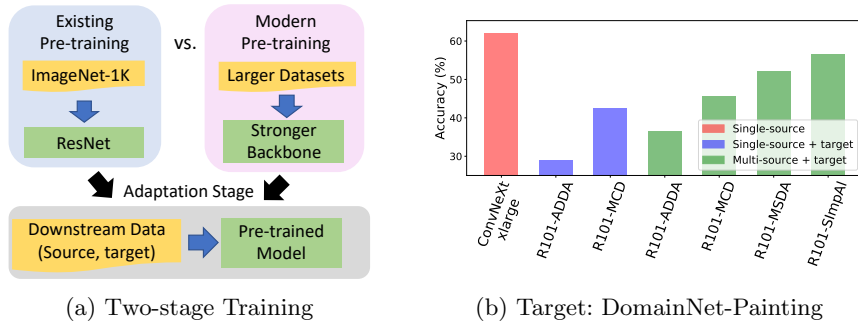 Existing
Pre-training
vs.
Modern
Pre-training
ImageNet-1K
Larger Datasets
ResNet
Stronger
Backbone
Adaptation Stage
Downstream Data
(Source, target)
Pre-trained
Model
(a) Two-stage Training
Accuracy (%)
60
50
40
30
Single-source
Single-source + target
Multi-source + target
ConvNeXt
xlarge
R101-ADDA
R101-MCD
R101-ADDA
R101-MCD
R101-MSDA
R101-SImpAl
(b) Target: DomainNet-Painting